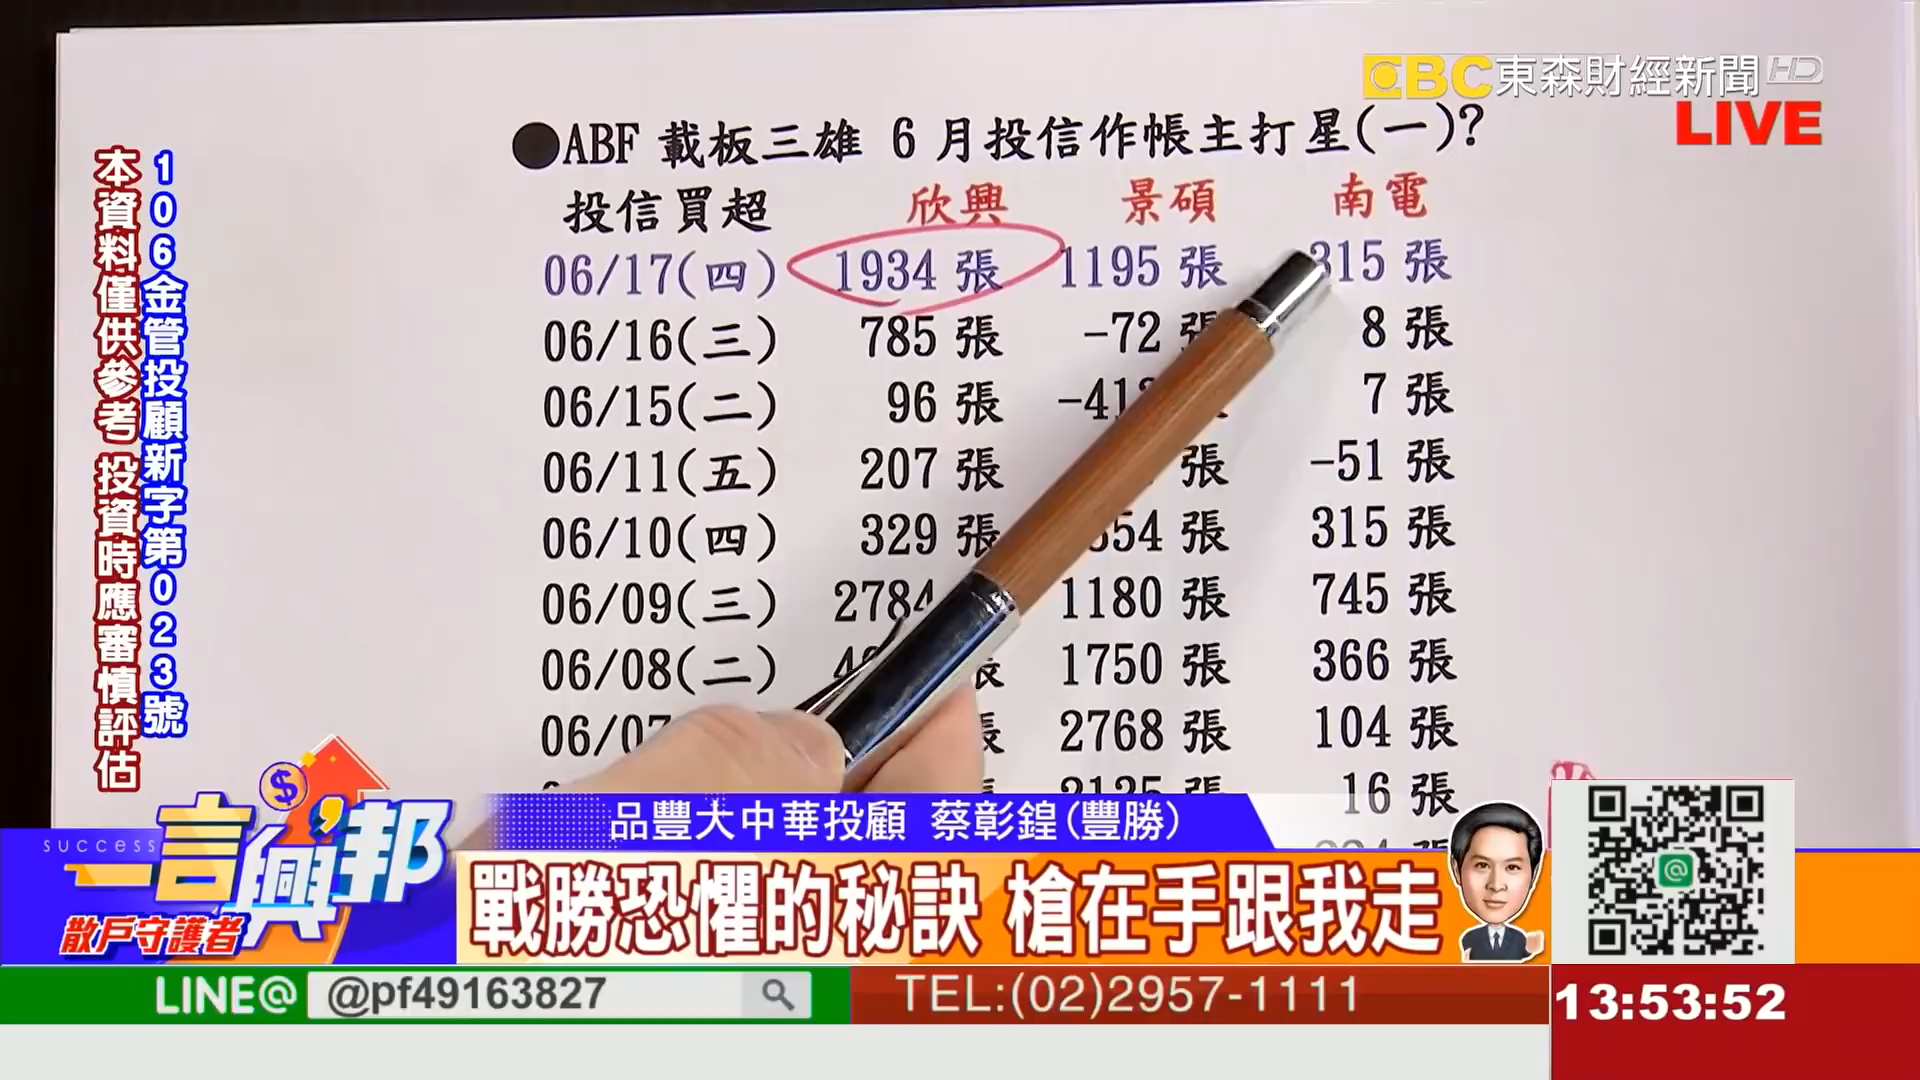 EBC東森財經新聞HD
LIVE
●ABF 載板三雄 6 月投信作帳主打星(一)?
投信買超 欣興 景碩 南電
06/17(四) 1934 張 1195 張 315 張
06/16(三) 785 張 -72 張 8 張
06/15(二) 96 張 7 張
06/11(五) 207 張 張 -51 張
06/10(四) 329 張 張 315 張
06/09(三) 2784 1180 張 745 張
06/08(二) 張 1750 張 366 張
06/07 張 2768 張 104 張
16 張
106金管投顧新字第023號
本資料僅供參考 投資時應審慎評估
success
一言興邦
散戶守護者
品豐大中華投顧 蔡彰鍠(豐勝)
戰勝恐懼的秘訣 槍在手跟我走
LINE@ @pf49163827 TEL:(02)2957-1111
13:53:52